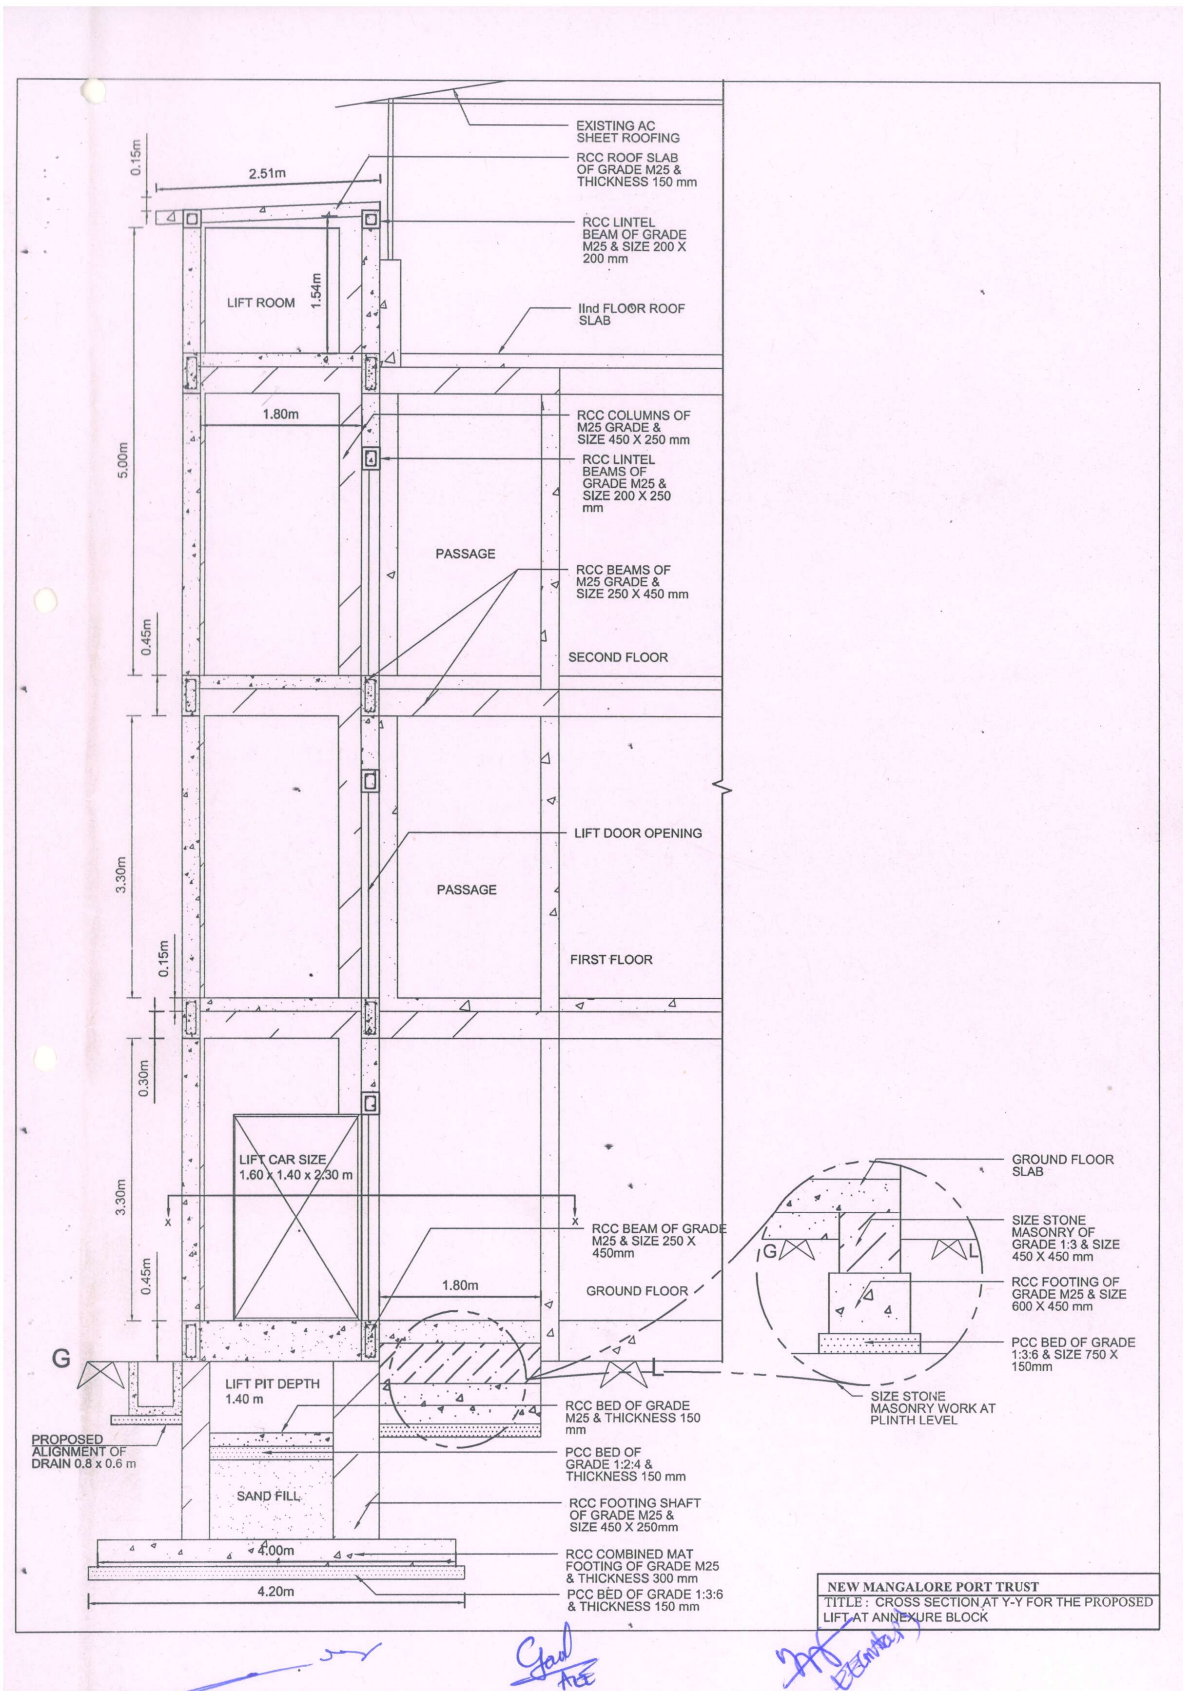 EXISTING AC
SHEET ROOFING
0.15m
2.51m
RCC ROOF SLAB
OF GRADE M25 &
THICKNESS 150 mm
RCC LINTEL
BEAM OF GRADE
M25 & SIZE 200 X
200 mm
LIFT ROOM
1.54m
IInd FLOOR ROOF
SLAB
1.80m
RCC COLUMNS OF
M25 GRADE &
SIZE 450 X 250 mm
5.00m
RCC LINTEL
BEAMS OF
GRADE M25 &
SIZE 200 X 250
mm
PASSAGE
RCC BEAMS OF
M25 GRADE &
SIZE 250 X 450 mm
0.45m
SECOND FLOOR
LIFT DOOR OPENING
3.30m
PASSAGE
0.15m
FIRST FLOOR
0.30m
LIFT CAR SIZE
1.60 x 1.40 x 2.30 m
3.30m
X
X
RCC BEAM OF GRADE
M25 & SIZE 250 X
450mm
0.45m
1.80m
GROUND FLOOR
GROUND FLOOR
SLAB
SIZE STONE
MASONRY OF
GRADE 1:3 & SIZE
450 X 450 mm
G
L
RCC FOOTING OF
GRADE M25 & SIZE
600 X 450 mm
PCC BED OF GRADE
1:3:6 & SIZE 750 X
150mm
SIZE STONE
MASONRY WORK AT
PLINTH LEVEL
G
L
LIFT PIT DEPTH
1.40 m
RCC BED OF GRADE
M25 & THICKNESS 150
mm
PROPOSED
ALIGNMENT OF
DRAIN 0.8 x 0.6 m
PCC BED OF
GRADE 1:2:4 &
THICKNESS 150 mm
SAND FILL
RCC FOOTING SHAFT
OF GRADE M25 &
SIZE 450 X 250mm
4.00m
RCC COMBINED MAT
FOOTING OF GRADE M25
& THICKNESS 300 mm
4.20m
PCC BED OF GRADE 1:3:6
& THICKNESS 150 mm
NEW MANGALORE PORT TRUST
TITLE : CROSS SECTION AT Y-Y FOR THE PROPOSED
LIFT AT ANNEXURE BLOCK